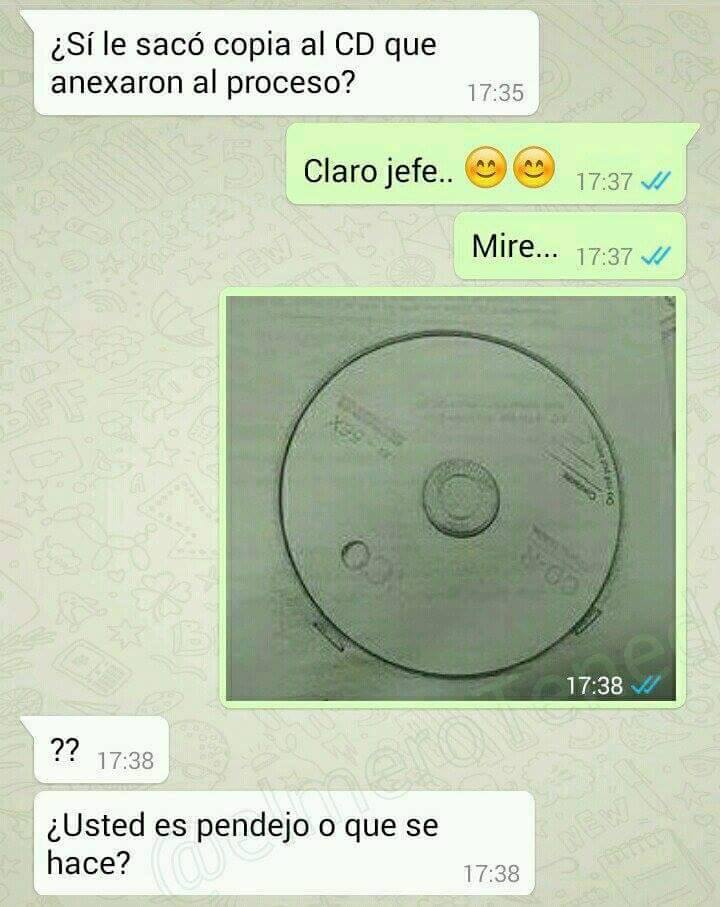 ¿Sí le sacó copia al CD que
anexaron al proceso?
17:35
Claro jefe.. 😊😊 17:37
Mire... 17:37
CD-R
17:38
?? 17:38
¿Usted es pendejo o que se
hace?
17:38